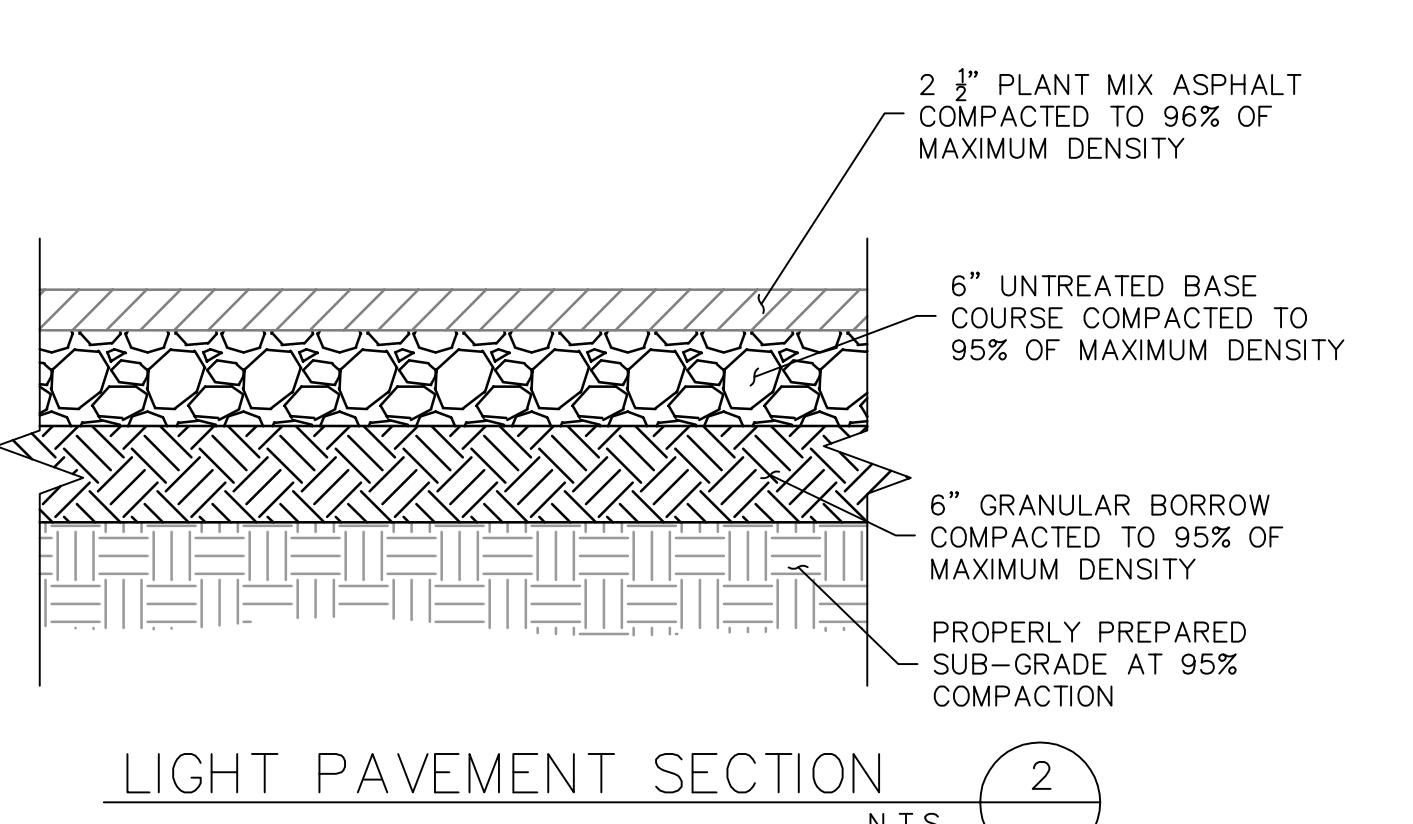 2 ½” PLANT MIX ASPHALT
COMPACTED TO 96% OF
MAXIMUM DENSITY
6” UNTREATED BASE
COURSE COMPACTED TO
95% OF MAXIMUM DENSITY
6” GRANULAR BORROW
COMPACTED TO 95% OF
MAXIMUM DENSITY
PROPERLY PREPARED
SUB-GRADE AT 95%
COMPACTION
LIGHT PAVEMENT SECTION
2
N.T.S.